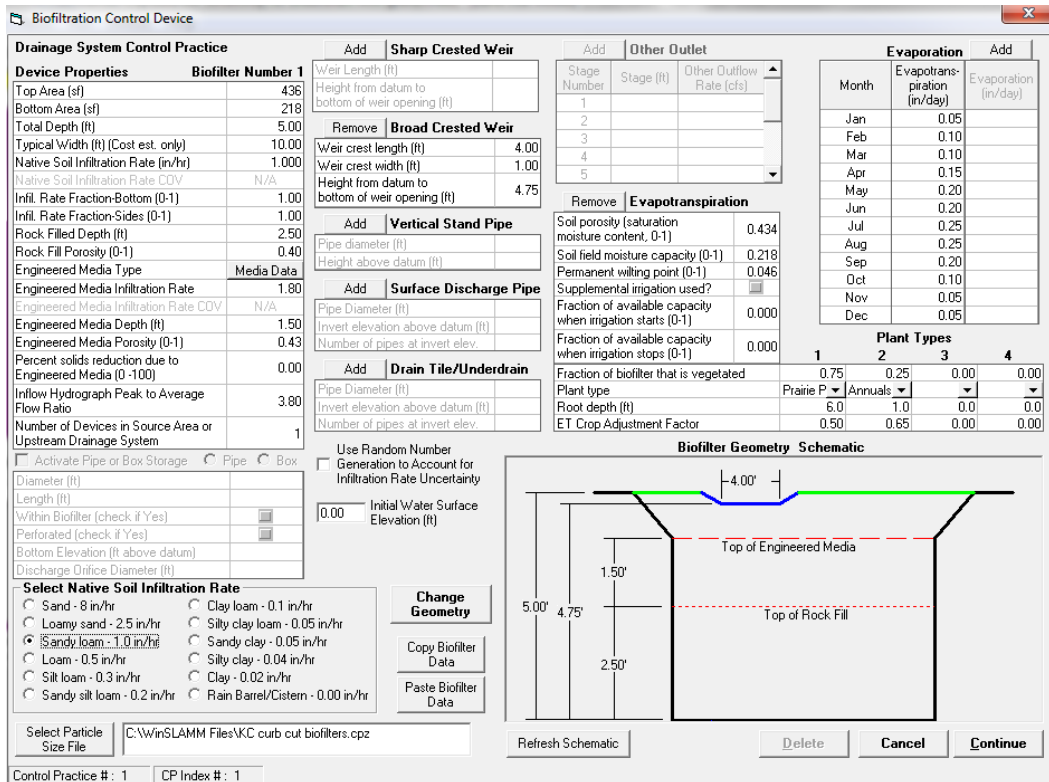 Biofiltration Control Device
Drainage System Control Practice
Device Properties Biofilter Number 1
Top Area (sf) 436
Bottom Area (sf) 218
Total Depth (ft) 5.00
Typical Width (ft) (Cost est. only) 10.00
Native Soil Infiltration Rate (in/hr) 1.000
Native Soil Infiltration Rate COV N/A
Infil. Rate Fraction-Bottom (0-1) 1.00
Infil. Rate Fraction-Sides (0-1) 1.00
Rock Filled Depth (ft) 2.50
Rock Fill Porosity (0-1) 0.40
Engineered Media Type Media Data
Engineered Media Infiltration Rate 1.80
Engineered Media Infiltration Rate COV N/A
Engineered Media Depth (ft) 1.50
Engineered Media Porosity (0-1) 0.43
Percent solids reduction due to
Engineered Media (0 -100) 0.00
Inflow Hydrograph Peak to Average
Flow Ratio 3.80
Number of Devices in Source Area or
Upstream Drainage System 1
Activate Pipe or Box Storage Pipe Box
Diameter (ft)
Length (ft)
Within Biofilter (check if Yes)
Perforated (check if Yes)
Bottom Elevation (ft above datum)
Discharge Orifice Diameter (ft)
Select Native Soil Infiltration Rate
Sand - 8 in/hr Clay loam - 0.1 in/hr
Loamy sand - 2.5 in/hr Silty clay loam - 0.05 in/hr
Sandy loam - 1.0 in/hr Sandy clay - 0.05 in/hr
Loam - 0.5 in/hr Silty clay - 0.04 in/hr
Silt loam - 0.3 in/hr Clay - 0.02 in/hr
Sandy silt loam - 0.2 in/hr Rain Barrel/Cistern - 0.00 in/hr
Select Particle
Size File
C:\WinSLAMM Files\KC curb cut biofilters.cpz
Control Practice # : 1 CP Index # : 1
Add Sharp Crested Weir
Weir Length (ft)
Height from datum to
bottom of weir opening (ft)
Remove Broad Crested Weir
Weir crest length (ft) 4.00
Weir crest width (ft) 1.00
Height from datum to
bottom of weir opening (ft) 4.75
Add Vertical Stand Pipe
Pipe diameter (ft)
Height above datum (ft)
Add Surface Discharge Pipe
Pipe Diameter (ft)
Invert elevation above datum (ft)
Number of pipes at invert elev.
Add Drain Tile/Underdrain
Pipe Diameter (ft)
Invert elevation above datum (ft)
Number of pipes at invert elev.
Use Random Number
Generation to Account for
Infiltration Rate Uncertainty
0.00 Initial Water Surface
Elevation (ft)
Change
Geometry
Copy Biofilter
Data
Paste Biofilter
Data
Add Other Outlet
Stage
Number Stage (ft) Other Outflow
Rate (cfs)
1
2
3
4
5
Remove Evapotranspiration
Soil porosity (saturation
moisture content, 0-1) 0.434
Soil field moisture capacity (0-1) 0.218
Permanent wilting point (0-1) 0.046
Supplemental irrigation used?
Fraction of available capacity
when irrigation starts (0-1) 0.000
Fraction of available capacity
when irrigation stops (0-1) 0.000
Evaporation Add
Month Evapotrans-
piration
(in/day) Evaporation
(in/day)
Jan 0.05
Feb 0.10
Mar 0.10
Apr 0.15
May 0.20
Jun 0.20
Jul 0.25
Aug 0.25
Sep 0.20
Oct 0.10
Nov 0.05
Dec 0.05
Plant Types
1 2 3 4
Fraction of biofilter that is vegetated 0.75 0.25 0.00 0.00
Plant type Prairie P Annuals
Root depth (ft) 6.0 1.0 0.0 0.0
ET Crop Adjustment Factor 0.50 0.65 0.00 0.00
Biofilter Geometry Schematic
4.00'
Top of Engineered Media
1.50'
5.00' 4.75'
Top of Rock Fill
2.50'
Refresh Schematic Delete Cancel Continue